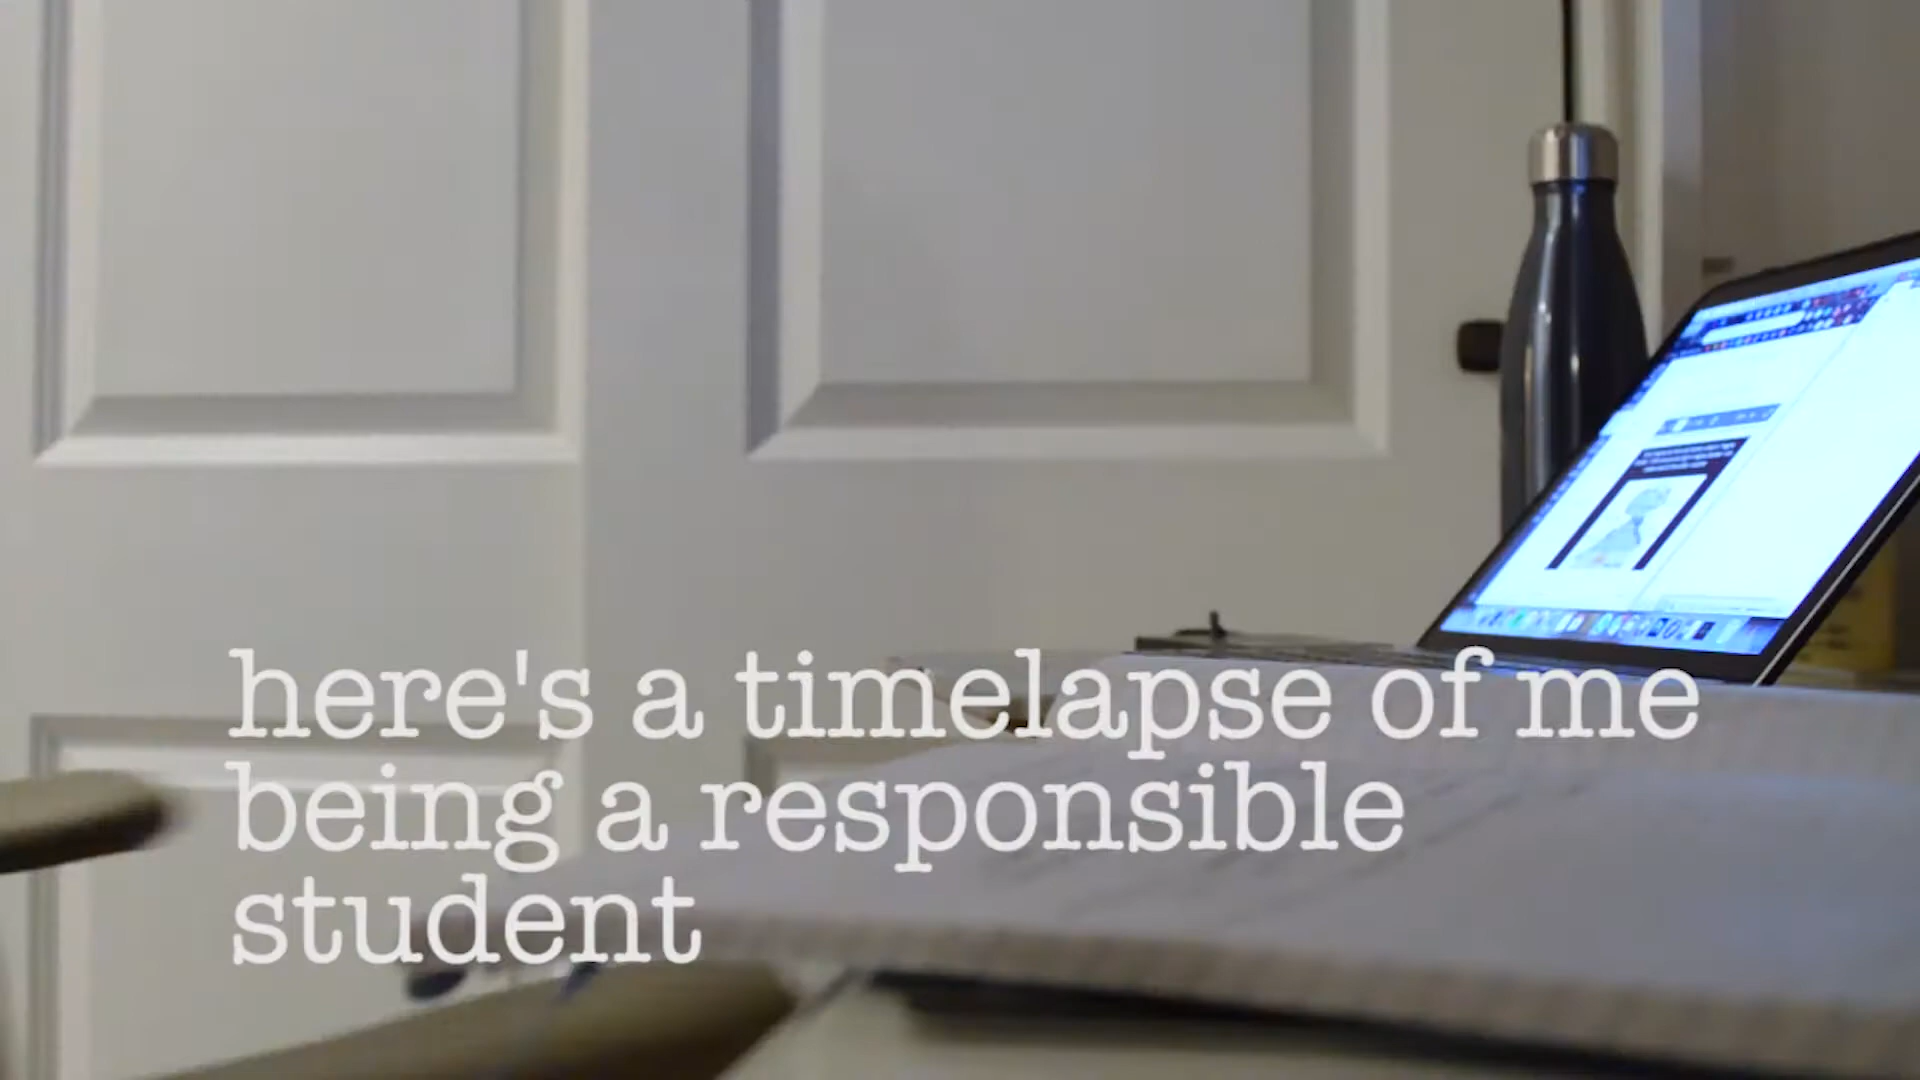 here's a timelapse of me
being a responsible
student